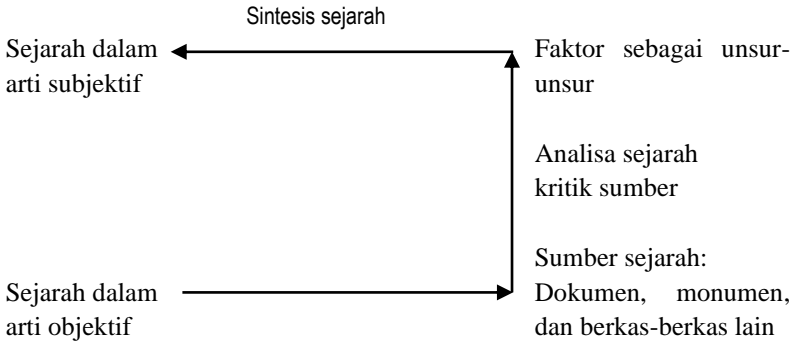 Sintesis sejarah
Sejarah dalam
arti subjektif
Faktor sebagai unsur-
unsur
Analisa sejarah
kritik sumber
Sumber sejarah:
Dokumen, monumen,
dan berkas-berkas lain
Sejarah dalam
arti objektif